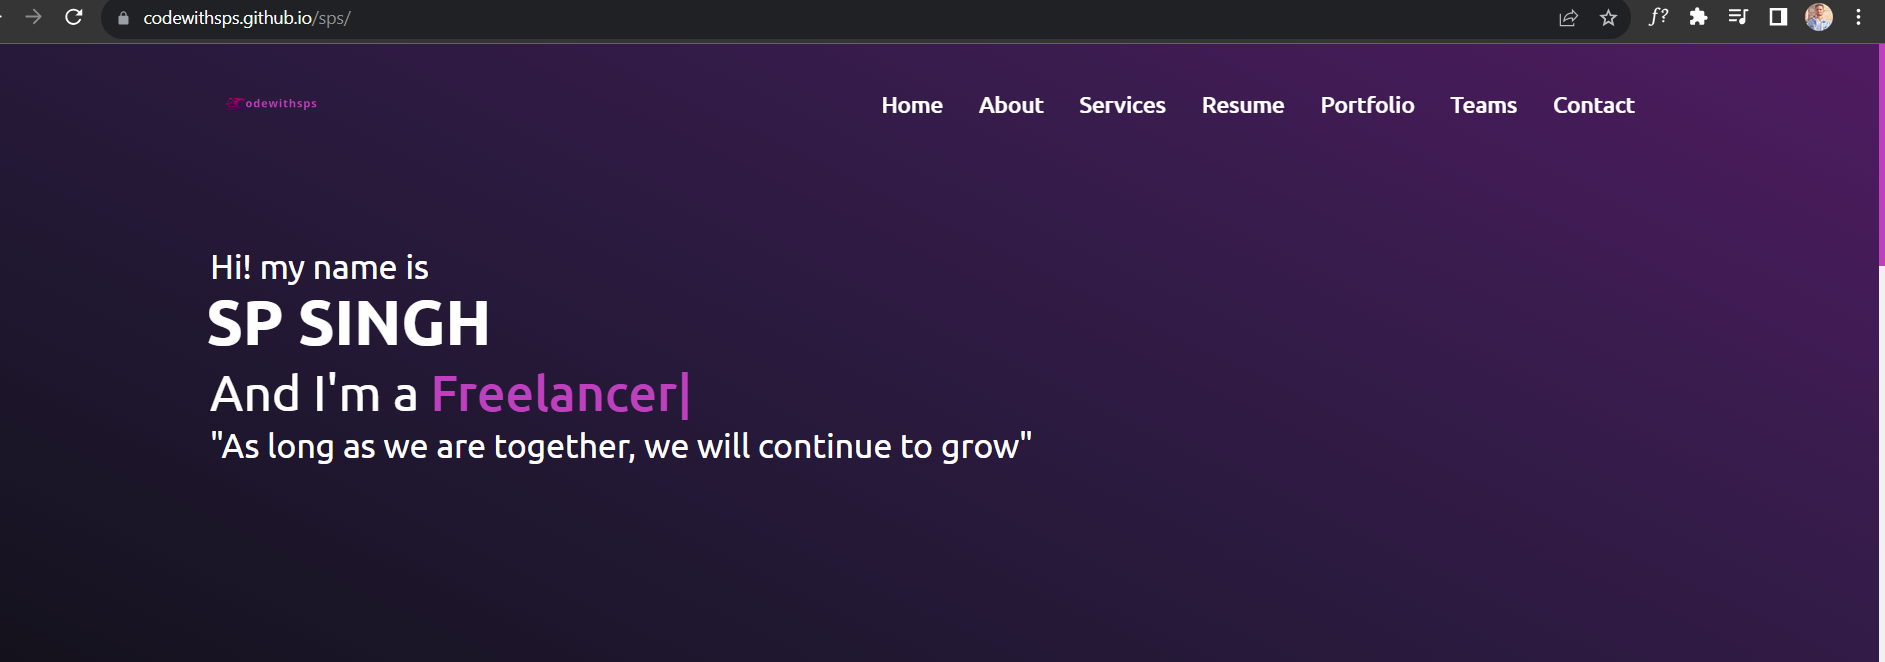 codewithsps.github.io/sps/
f?
odewithsps
Home About Services Resume Portfolio Teams Contact
Hi! my name is
SP SINGH
And I'm a Freelancer|
"As long as we are together, we will continue to grow"